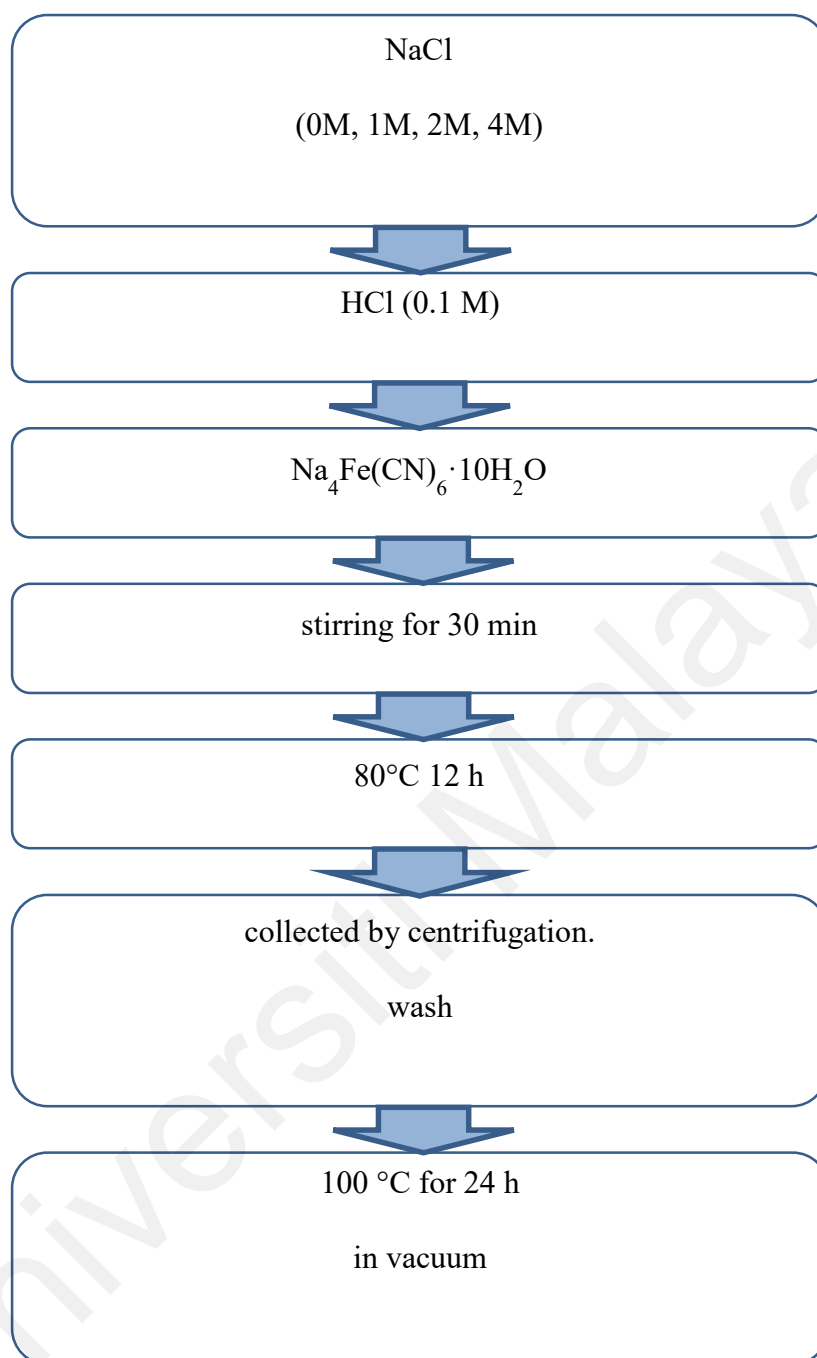 NaCl
(0M, 1M, 2M, 4M)
HCl (0.1 M)
Na₄Fe(CN)₆·10H₂O
stirring for 30 min
80°C 12 h
collected by centrifugation.
wash
100 °C for 24 h
in vacuum